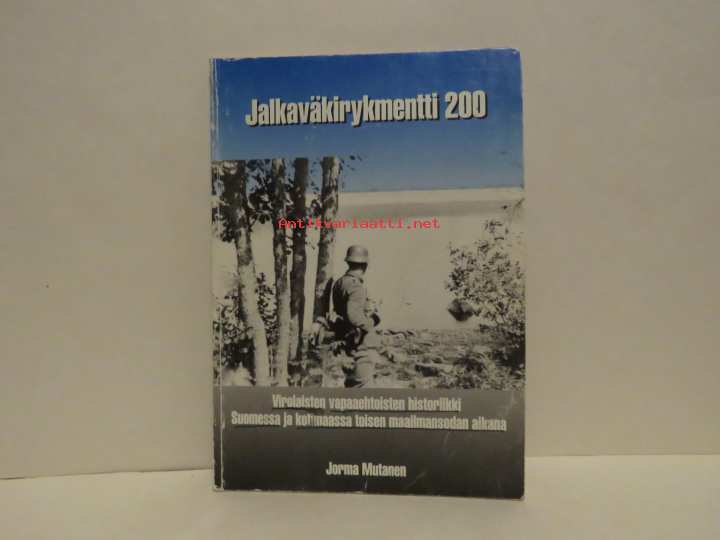 Jalkaväkirykmentti 200
Antikvariaatti.net
Virolaisten vapaaehtoisten historiikki
Suomessa ja kotimaassa toisen maailmansodan aikana
Jorma Mutanen